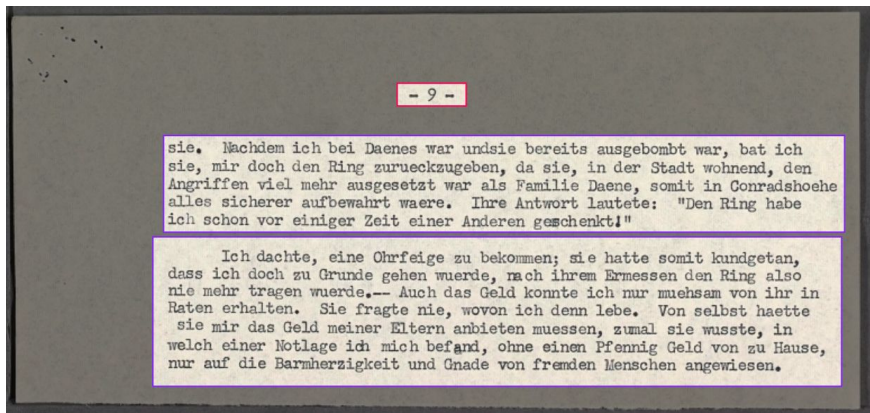 - 9 -
sie. Nachdem ich bei Daenes war undsie bereits ausgebombt war, bat ich
sie, mir doch den Ring zurueckzugeben, da sie, in der Stadt wohnend, den
Angriffen viel mehr ausgesetzt war als Familie Daene, somit in Conradshoehe
alles sicherer aufbewahrt waere. Ihre Antwort lautete: "Den Ring habe
ich schon vor einiger Zeit einer Anderen geschenkt!"
Ich dachte, eine Ohrfeige zu bekommen; sie hatte somit kundgetan,
dass ich doch zu Grunde gehen wuerde, nach ihrem Ermessen den Ring also
nie mehr tragen wuerde.-- Auch das Geld konnte ich nur muehsam von ihr in
Raten erhalten. Sie fragte nie, wovon ich denn lebe. Von selbst haette
sie mir das Geld meiner Eltern anbieten muessen, zumal sie wusste, in
welch einer Notlage ich mich befand, ohne einen Pfennig Geld von zu Hause,
nur auf die Barmherzigkeit und Gnade von fremden Menschen angewiesen.